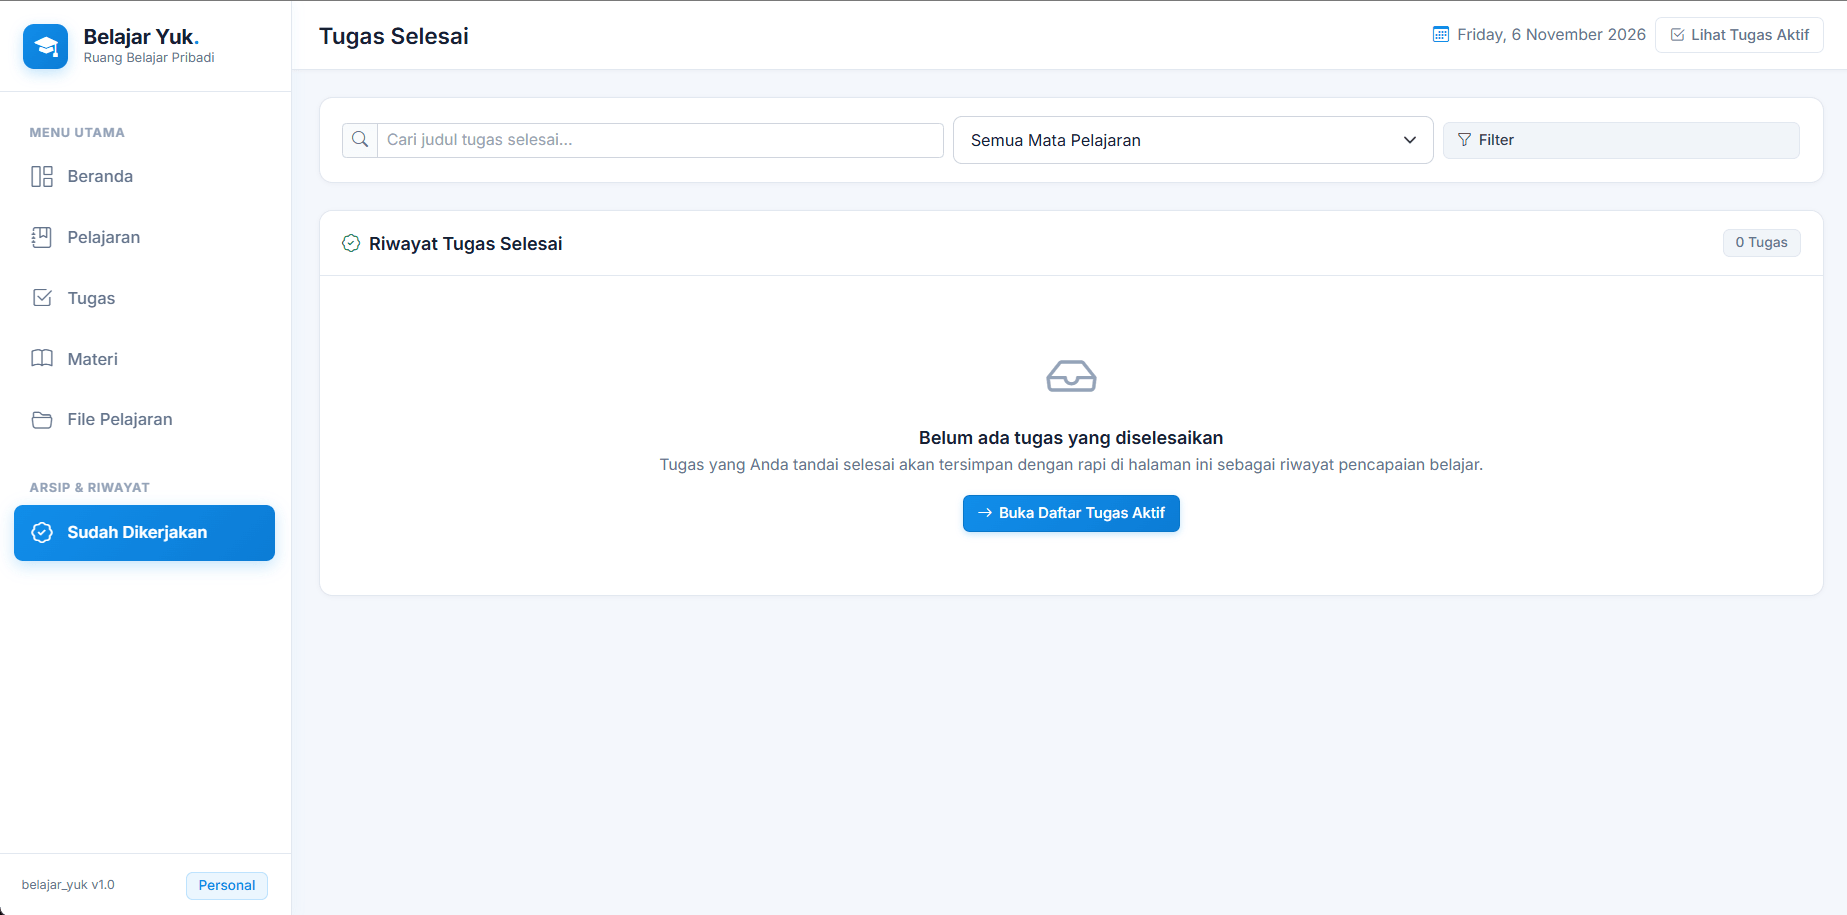 Belajar Yuk.
Ruang Belajar Pribadi
MENU UTAMA
Beranda
Pelajaran
Tugas
Materi
File Pelajaran
ARSIP & RIWAYAT
Sudah Dikerjakan
belajar_yuk v1.0
Personal
Tugas Selesai
Friday, 6 November 2026
Lihat Tugas Aktif
Cari judul tugas selesai...
Semua Mata Pelajaran
Filter
Riwayat Tugas Selesai
0 Tugas
Belum ada tugas yang diselesaikan
Tugas yang Anda tandai selesai akan tersimpan dengan rapi di halaman ini sebagai riwayat pencapaian belajar.
Buka Daftar Tugas Aktif